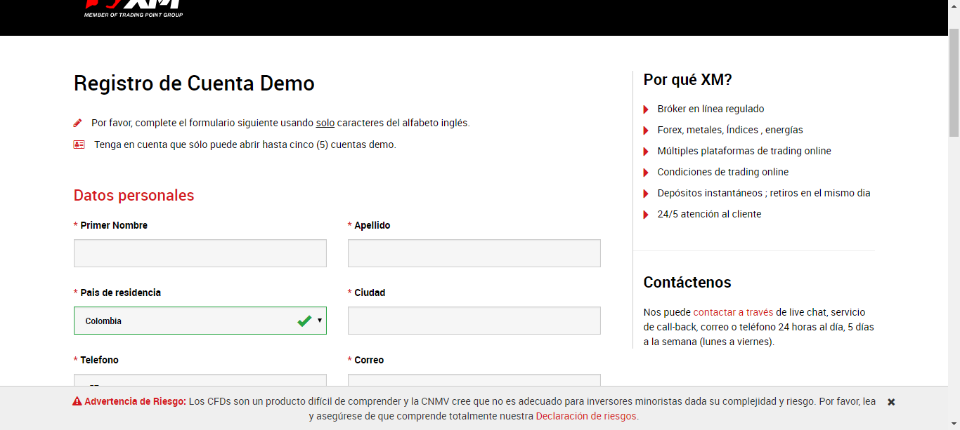 XM
MEMBER OF TRADING POINT GROUP
Registro de Cuenta Demo
Por favor, complete el formulario siguiente usando solo caracteres del alfabeto inglés.
Tenga en cuenta que sólo puede abrir hasta cinco (5) cuentas demo.
Datos personales
* Primer Nombre
* Apellido
* Pais de residencia
* Ciudad
Colombia
* Telefono
* Correo
Por qué XM?
Bróker en línea regulado
Forex, metales, Índices , energías
Múltiples plataformas de trading online
Condiciones de trading online
Depósitos instantáneos ; retiros en el mismo dia
24/5 atención al cliente
Contáctenos
Nos puede contactar a través de live chat, servicio
de call-back, correo o teléfono 24 horas al día, 5 días
a la semana (lunes a viernes).
Advertencia de Riesgo: Los CFDs son un producto difícil de comprender y la CNMV cree que no es adecuado para inversores minoristas dada su complejidad y riesgo. Por favor, lea
y asegúrese de que comprende totalmente nuestra Declaración de riesgos.